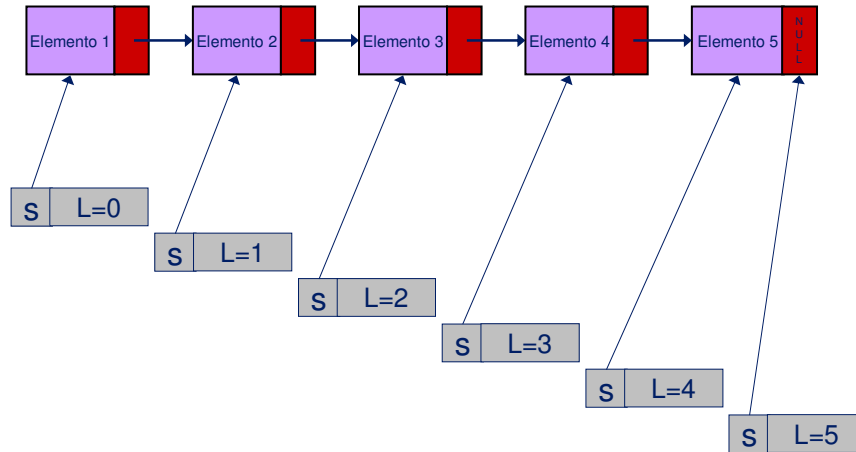 Elemento 1
Elemento 2
Elemento 3
Elemento 4
Elemento 5
NULL
s L=0
s L=1
s L=2
s L=3
s L=4
s L=5